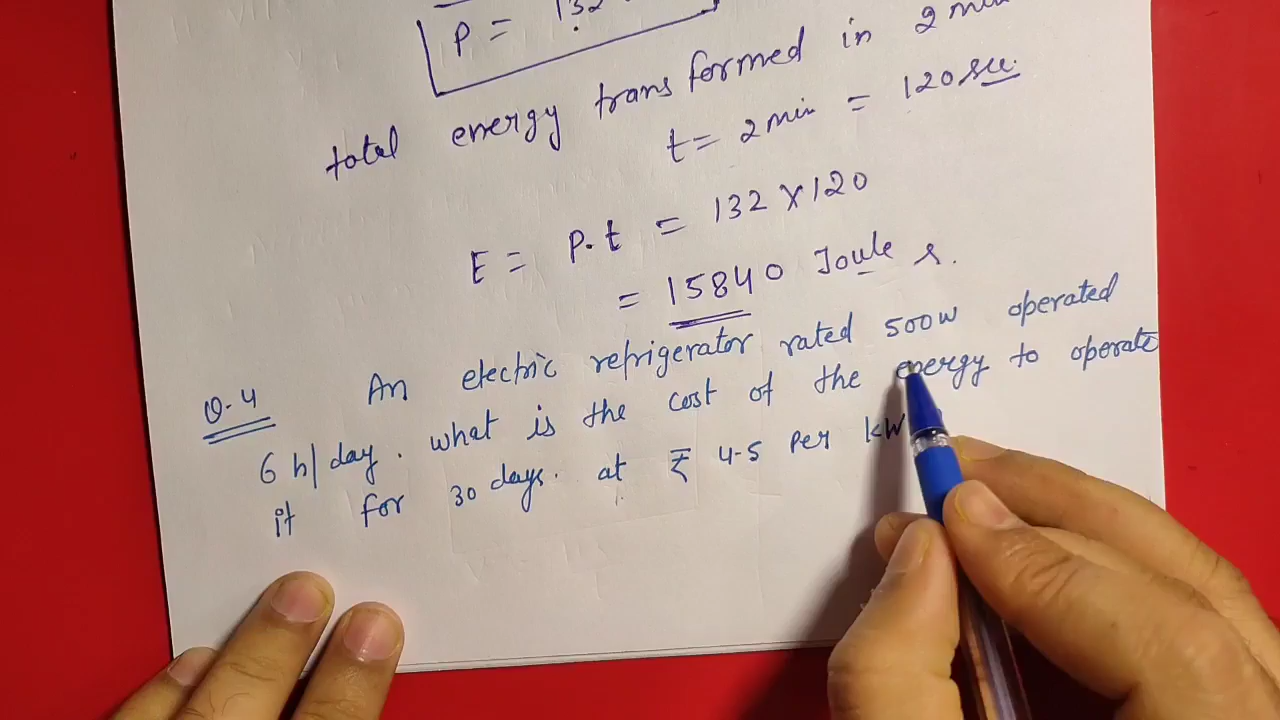 P = 132
total energy transformed in 2 min
t = 2 min = 120 sec.
E = P.t = 132 X 120
= 15840 Joule s.
Q.4 An electric refrigerator rated 500W operated
6 h/day. what is the cost of the energy to operate
it for 30 days. at ₹ 4.5 per kW